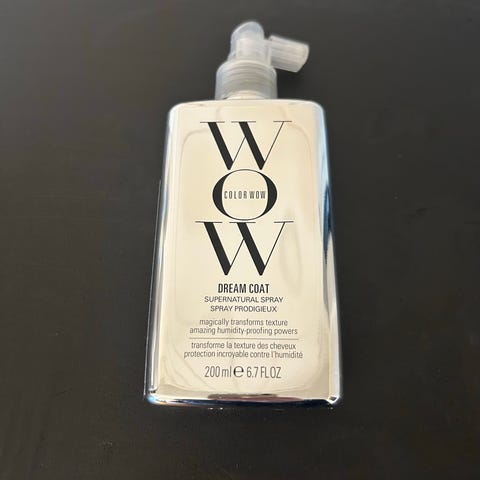 W
COLOR WOW
O
W
DREAM COAT
SUPERNATURAL SPRAY
SPRAY PRODIGIEUX
magically transforms texture
amazing humidity-proofing powers
transforme la texture des cheveux
protection incroyable contre l'humidité
200 ml ℮ 6.7 FL OZ